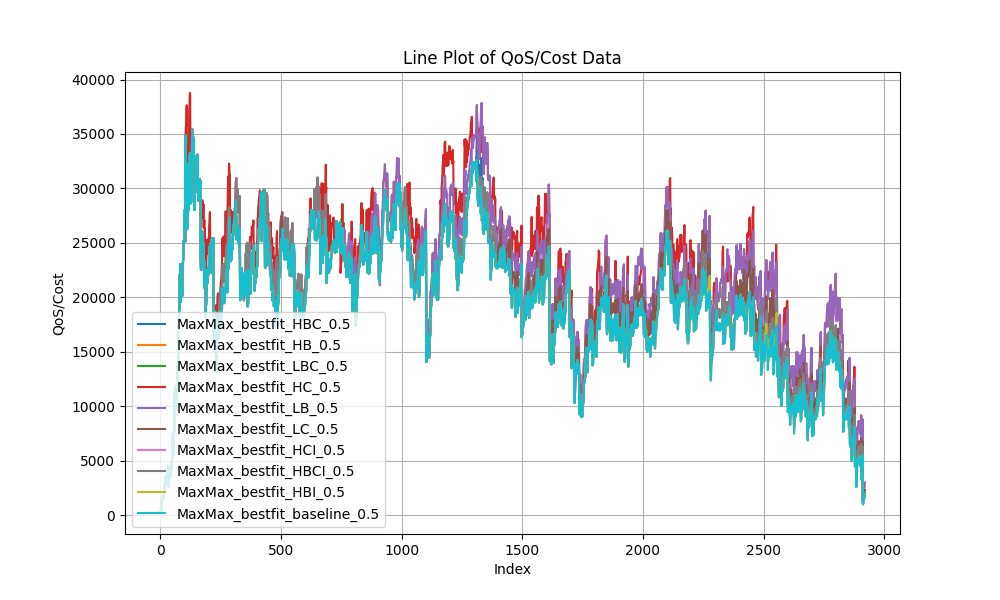 Line Plot of QoS/Cost Data
40000
35000
30000
25000
20000
15000
10000
5000
0
QoS/Cost
MaxMax_bestfit_HBC_0.5
MaxMax_bestfit_HB_0.5
MaxMax_bestfit_LBC_0.5
MaxMax_bestfit_HC_0.5
MaxMax_bestfit_LB_0.5
MaxMax_bestfit_LC_0.5
MaxMax_bestfit_HCI_0.5
MaxMax_bestfit_HBCI_0.5
MaxMax_bestfit_HBI_0.5
MaxMax_bestfit_baseline_0.5
0 500 1000 1500 2000 2500 3000
Index